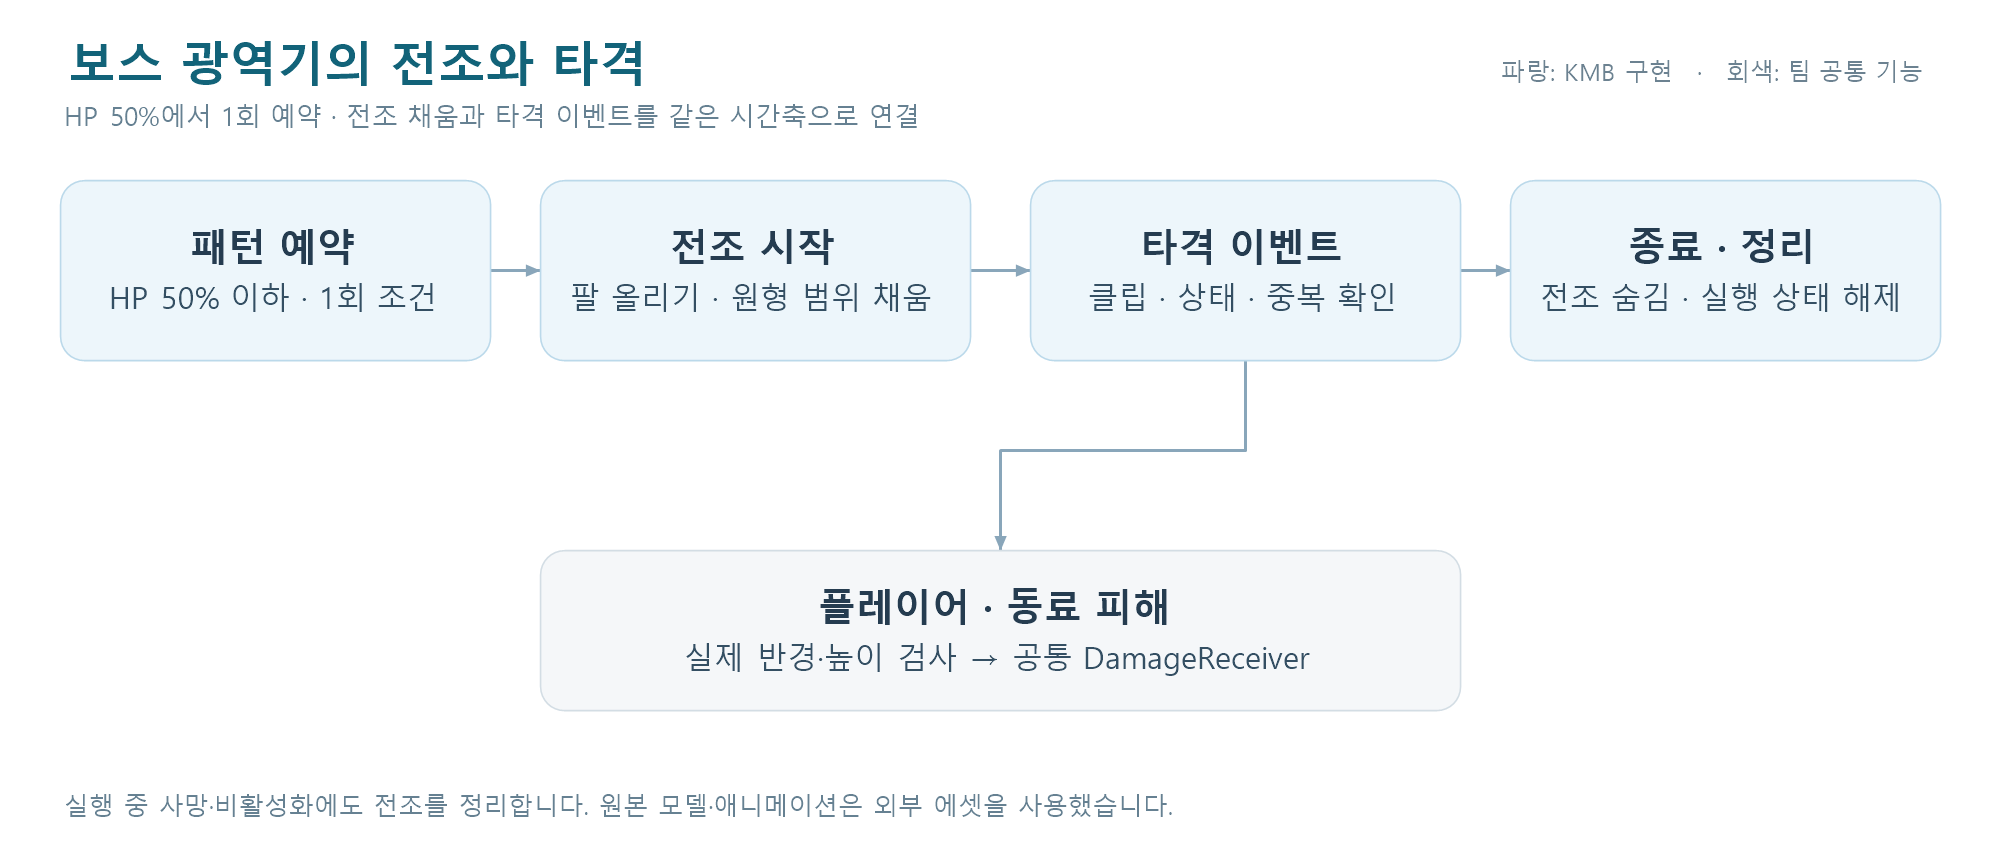 보스 광역기의 전조와 타격
파랑: KMB 구현 · 회색: 팀 공통 기능
HP 50%에서 1회 예약 · 전조 채움과 타격 이벤트를 같은 시간축으로 연결
패턴 예약
HP 50% 이하 · 1회 조건
전조 시작
팔 올리기 · 원형 범위 채움
타격 이벤트
클립 · 상태 · 중복 확인
종료 · 정리
전조 숨김 · 실행 상태 해제
플레이어 · 동료 피해
실제 반경·높이 검사 → 공통 DamageReceiver
실행 중 사망·비활성화에도 전조를 정리합니다. 원본 모델·애니메이션은 외부 에셋을 사용했습니다.